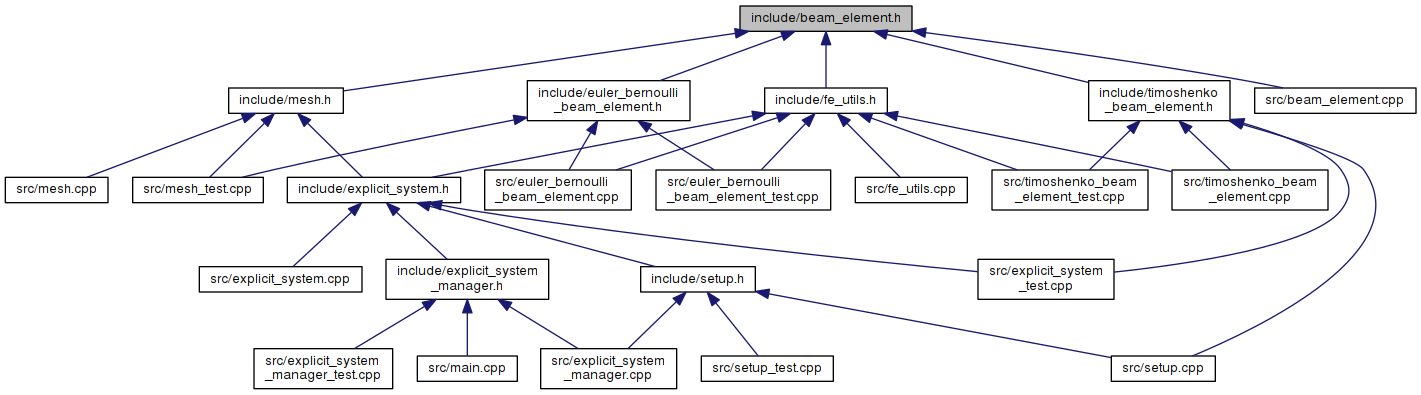 include/beam_element.h
include/mesh.h
include/euler_bernoulli
_beam_element.h
include/fe_utils.h
include/timoshenko
_beam_element.h
src/beam_element.cpp
src/mesh.cpp
src/mesh_test.cpp
include/explicit_system.h
src/euler_bernoulli
_beam_element.cpp
src/euler_bernoulli
_beam_element_test.cpp
src/fe_utils.cpp
src/timoshenko_beam
_element_test.cpp
src/timoshenko_beam
_element.cpp
src/explicit_system.cpp
include/explicit_system
_manager.h
include/setup.h
src/explicit_system
_test.cpp
src/explicit_system
_manager_test.cpp
src/main.cpp
src/explicit_system
_manager.cpp
src/setup_test.cpp
src/setup.cpp